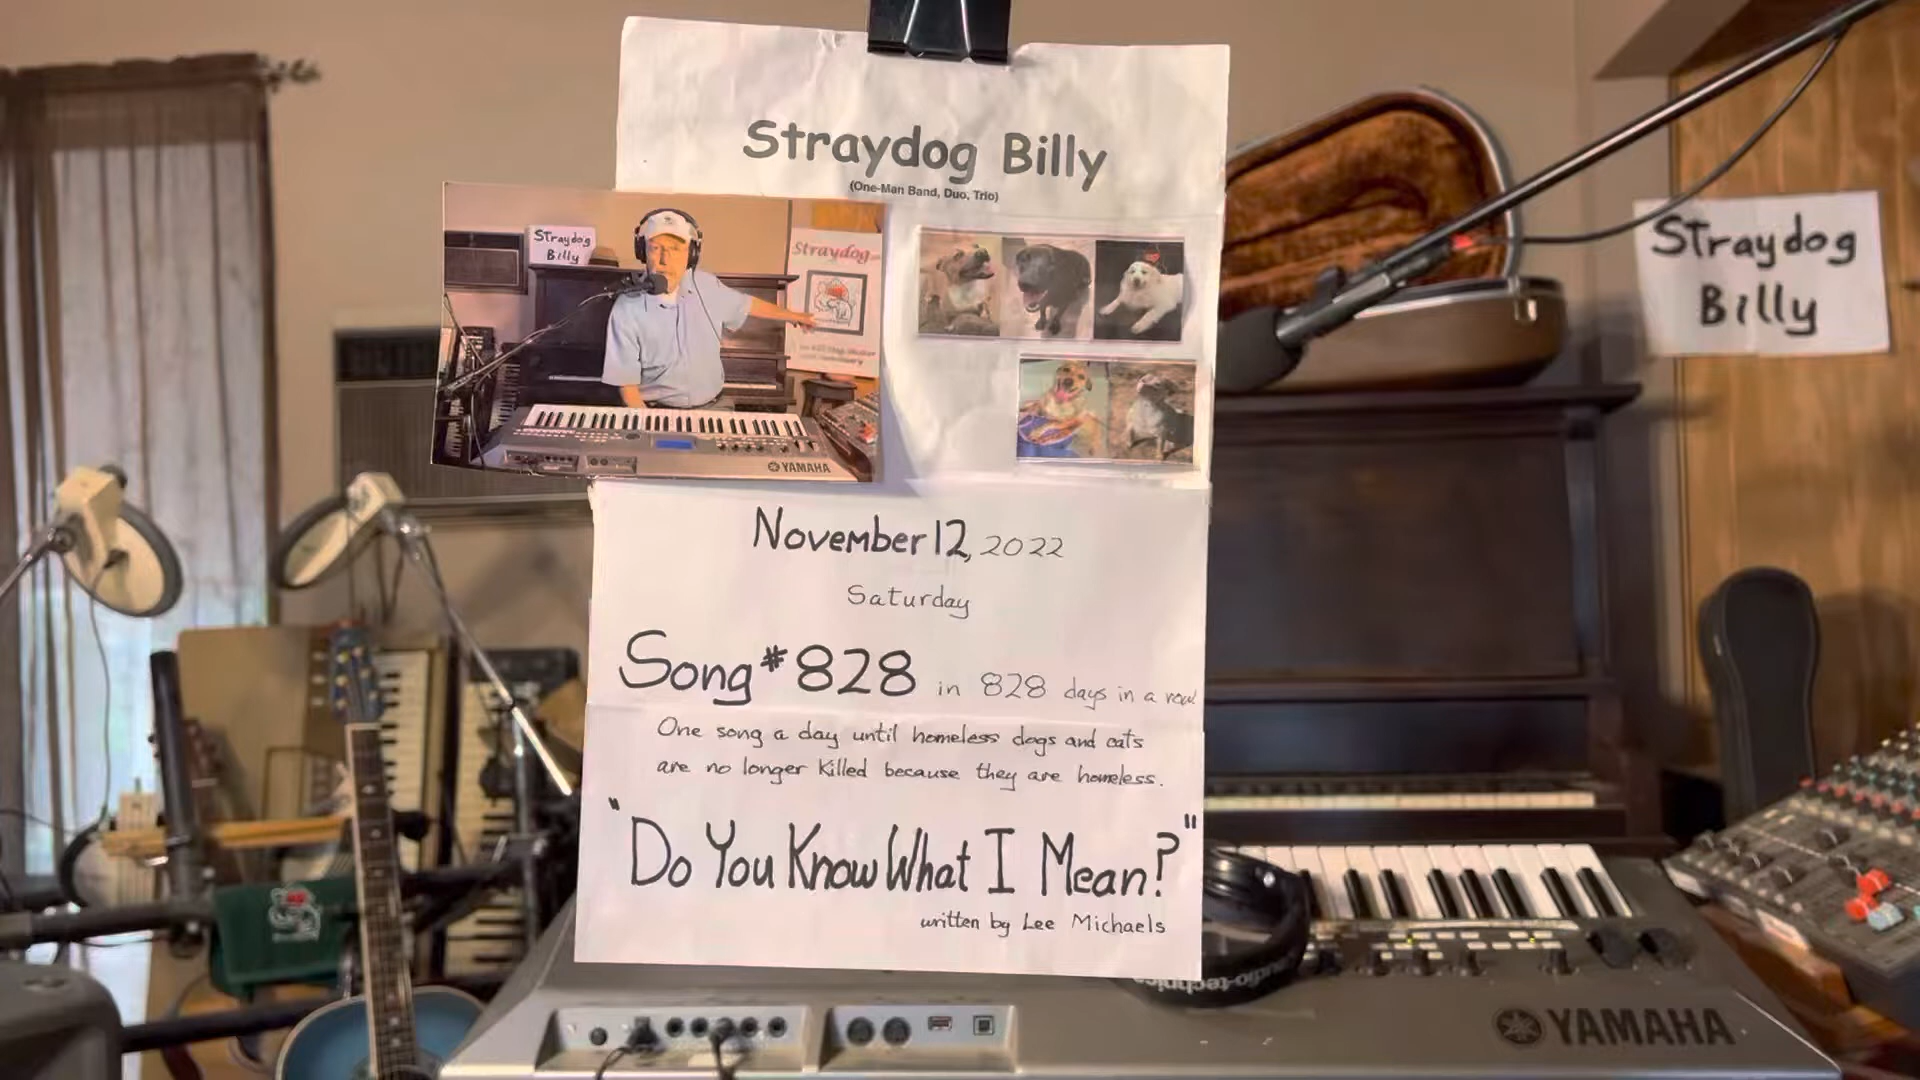 Straydog Billy
(One-Man Band, Duo, Trio)
Straydog
Billy
Straydog
YAMAHA
Straydog
Billy
November 12, 2022
Saturday
Song #828 in 828 days in a row!
One song a day until homeless dogs and cats
are no longer killed because they are homeless.
"Do You Know What I Mean?"
written by Lee Michaels
audio-technica
YAMAHA